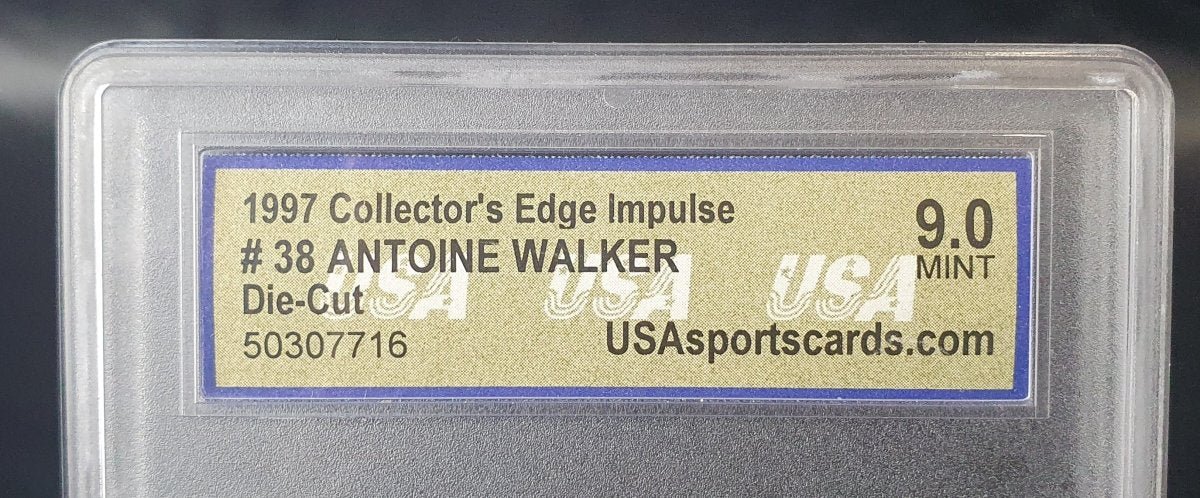 1997 Collector's Edge Impulse
# 38 ANTOINE WALKER
Die-Cut
50307716
9.0
MINT
USA USA USA
USAsportscards.com